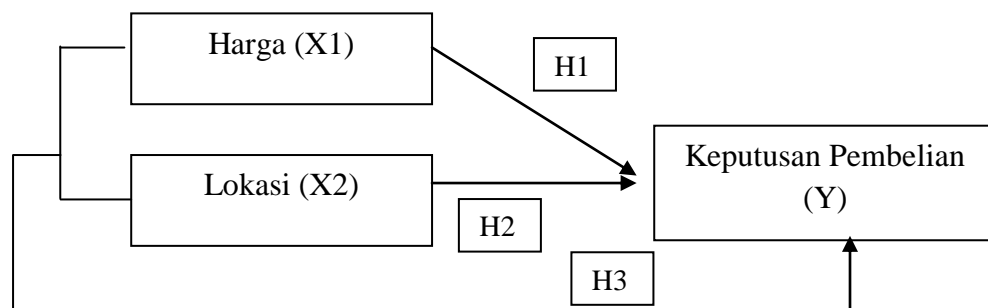 Harga (X1)
H1
Keputusan Pembelian
(Y)
Lokasi (X2)
H2
H3